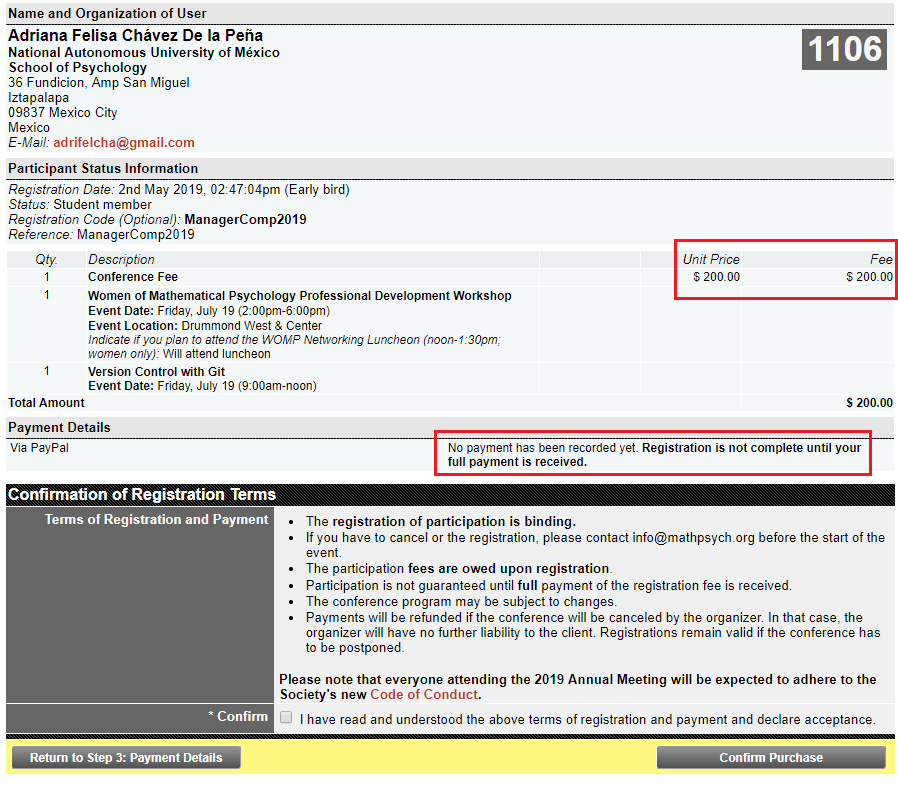 Name and Organization of User
Adriana Felisa Chávez De la Peña
1106
National Autonomous University of México
School of Psychology
36 Fundicion, Amp San Miguel
Iztapalapa
09837 Mexico City
Mexico
E-Mail: adrifelcha@gmail.com
Participant Status Information
Registration Date: 2nd May 2019, 02:47:04pm (Early bird)
Status: Student member
Registration Code (Optional): ManagerComp2019
Reference: ManagerComp2019
Qty. Description Unit Price Fee
1 Conference Fee $ 200.00 $ 200.00
1 Women of Mathematical Psychology Professional Development Workshop
Event Date: Friday, July 19 (2:00pm-6:00pm)
Event Location: Drummond West & Center
Indicate if you plan to attend the WOMP Networking Luncheon (noon-1:30pm;
women only): Will attend luncheon
1 Version Control with Git
Event Date: Friday, July 19 (9:00am-noon)
Total Amount $ 200.00
Payment Details
Via PayPal No payment has been recorded yet. Registration is not complete until your
full payment is received.
Confirmation of Registration Terms
Terms of Registration and Payment
• The registration of participation is binding.
• If you have to cancel or the registration, please contact info@mathpsych.org before the start of the
event.
• The participation fees are owed upon registration.
• Participation is not guaranteed until full payment of the registration fee is received.
• The conference program may be subject to changes.
• Payments will be refunded if the conference will be canceled by the organizer. In that case, the
organizer will have no further liability to the client. Registrations remain valid if the conference has
to be postponed.
Please note that everyone attending the 2019 Annual Meeting will be expected to adhere to the
Society's new Code of Conduct.
* Confirm I have read and understood the above terms of registration and payment and declare acceptance.
Return to Step 3: Payment Details Confirm Purchase